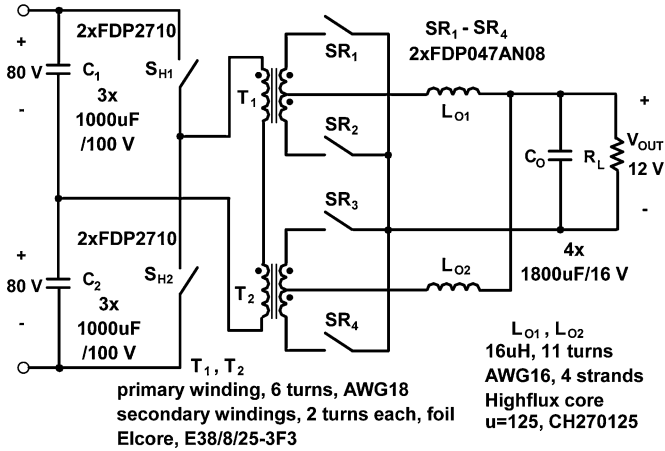 2xFDP2710
+
80 V
-
C1
3x
1000uF
/100 V
SH1
T1
SR1
SR2
SR1 - SR4
2xFDP047AN08
LO1
+
CO
RL
VOUT
12 V
-
4x
1800uF/16 V
+
80 V
-
2xFDP2710
C2
3x
1000uF
/100 V
SH2
T2
SR3
SR4
LO2
T1 , T2
primary winding, 6 turns, AWG18
secondary windings, 2 turns each, foil
Elcore, E38/8/25-3F3
LO1 , LO2
16uH, 11 turns
AWG16, 4 strands
Highflux core
u=125, CH270125